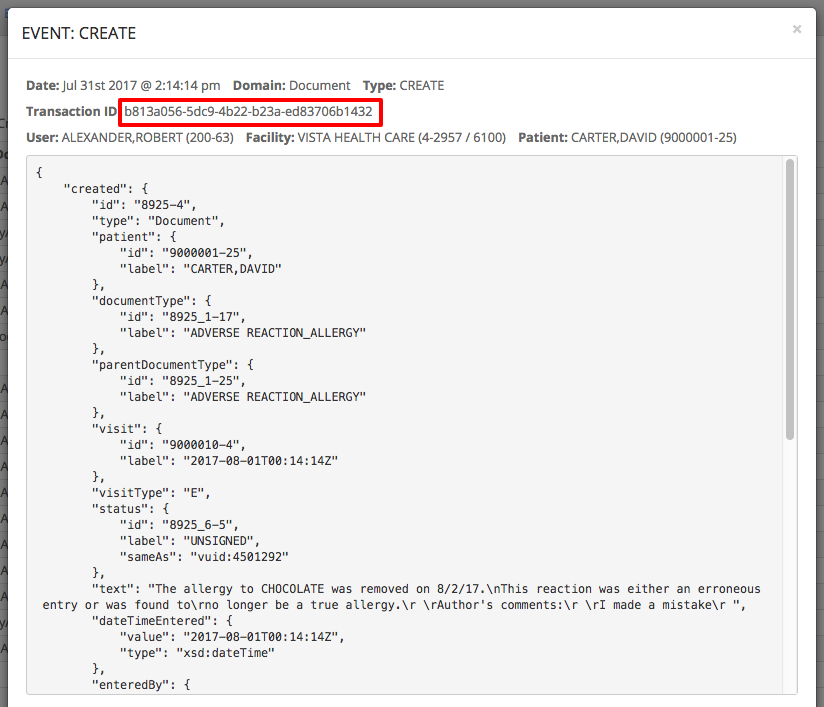 EVENT: CREATE
×
Date: Jul 31st 2017 @ 2:14:14 pm Domain: Document Type: CREATE
Transaction ID b813a056-5dc9-4b22-b23a-ed83706b1432
User: ALEXANDER,ROBERT (200-63) Facility: VISTA HEALTH CARE (4-2957 / 6100) Patient: CARTER,DAVID (9000001-25)
{
    "created": {
        "id": "8925-4",
        "type": "Document",
        "patient": {
            "id": "9000001-25",
            "label": "CARTER,DAVID"
        },
        "documentType": {
            "id": "8925_1-17",
            "label": "ADVERSE REACTION_ALLERGY"
        },
        "parentDocumentType": {
            "id": "8925_1-25",
            "label": "ADVERSE REACTION_ALLERGY"
        },
        "visit": {
            "id": "9000010-4",
            "label": "2017-08-01T00:14:14Z"
        },
        "visitType": "E",
        "status": {
            "id": "8925_6-5",
            "label": "UNSIGNED",
            "sameAs": "vuid:4501292"
        },
        "text": "The allergy to CHOCOLATE was removed on 8/2/17.\nThis reaction was either an erroneous
entry or was found to\rno longer be a true allergy.\r \rAuthor's comments:\r \rI made a mistake\r ",
        "dateTimeEntered": {
            "value": "2017-08-01T00:14:14Z",
            "type": "xsd:dateTime"
        },
        "enteredBy": {